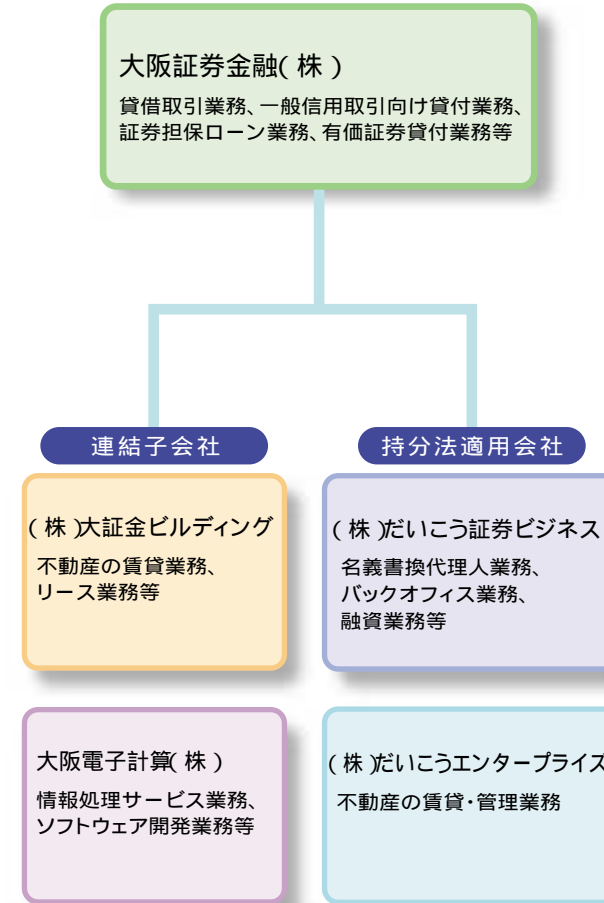 大阪証券金融(株)
貸借取引業務、一般信用取引向け貸付業務、
証券担保ローン業務、有価証券貸付業務等
連結子会社
(株)大証金ビルディング
不動産の賃貸業務、
リース業務等
大阪電子計算(株)
情報処理サービス業務、
ソフトウェア開発業務等
持分法適用会社
(株)だいこう証券ビジネス
名義書換代理人業務、
バックオフィス業務、
融資業務等
(株)だいこうエンタープライズ
不動産の賃貸・管理業務